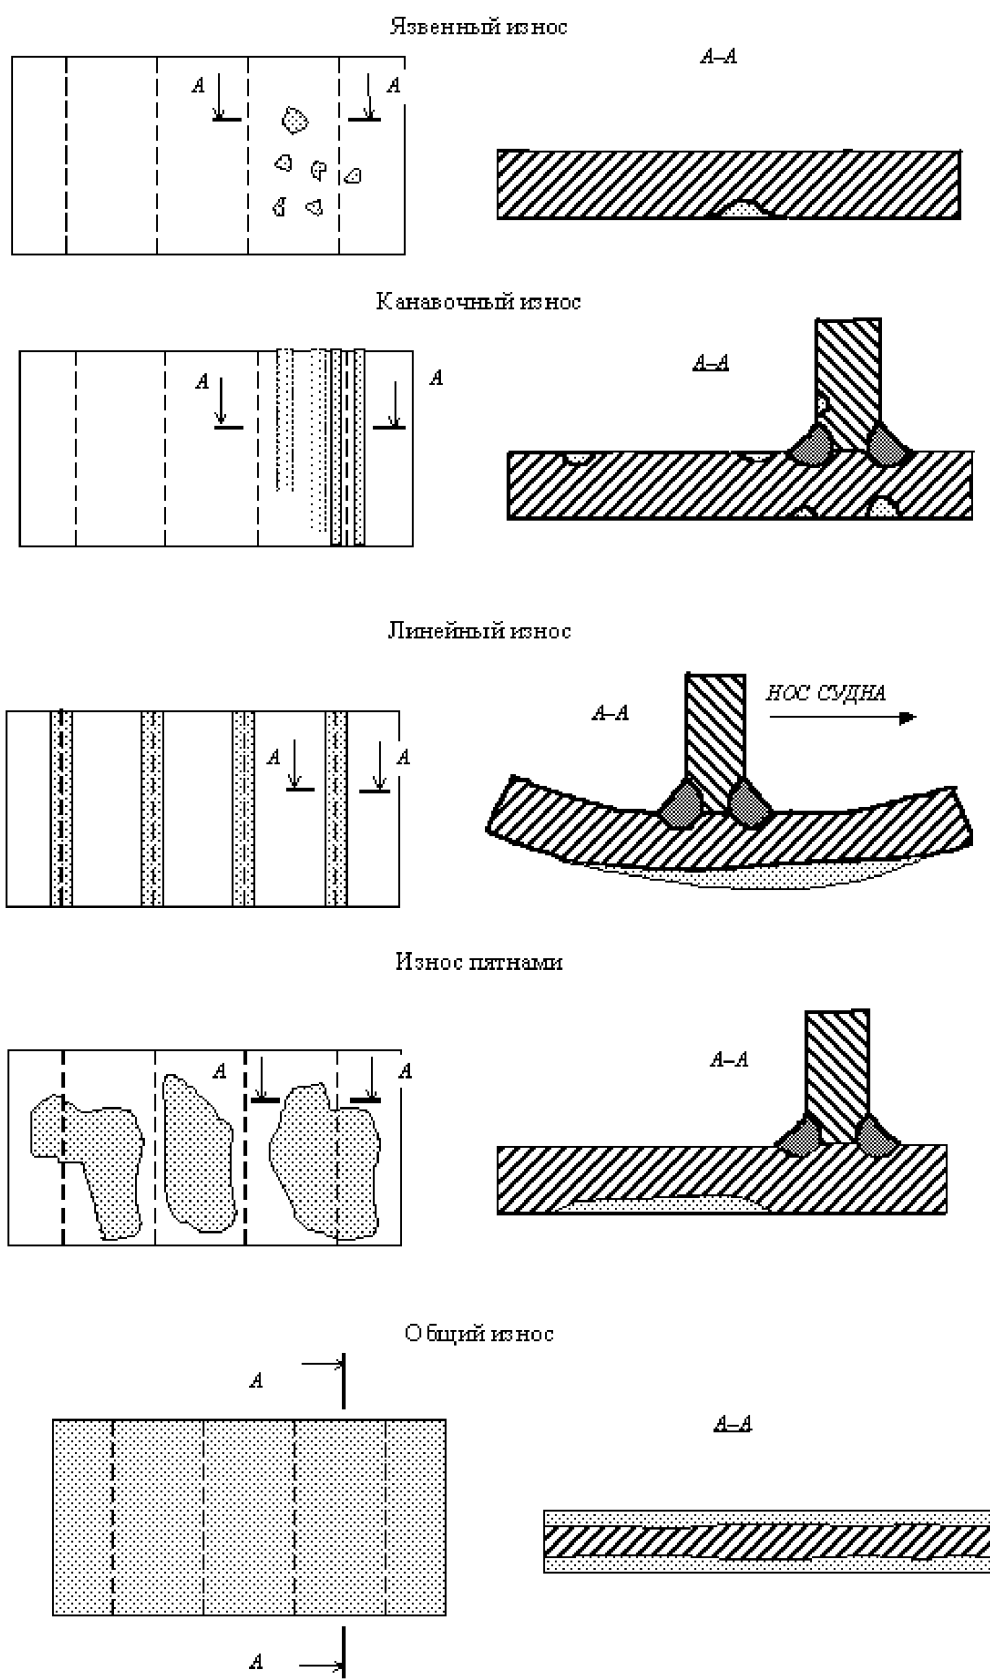 Язвенный износ
А–А
А А
Канавочный износ
А–А
А А
Линейный износ
НОС СУДНА
А–А
А А
Износ пятнами
А–А
А А
Общий износ
А
А–А
А